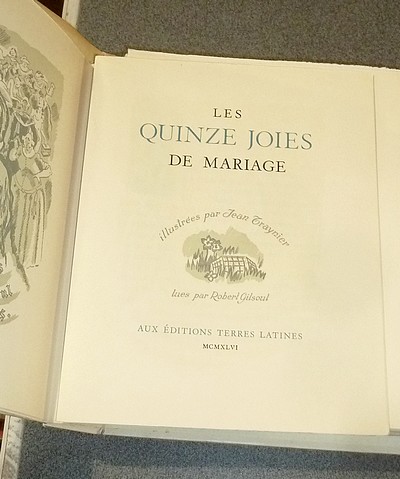 LES
QUINZE JOIES
DE MARIAGE
illustrées par Jean Traynier
lues par Robert Gilsoul
AUX ÉDITIONS TERRES LATINES
MCMXLVI